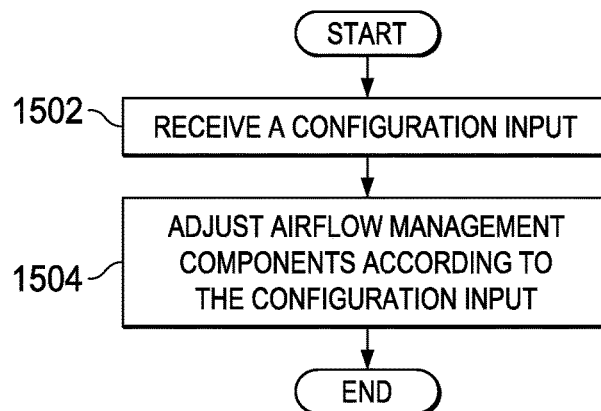 START
1502
RECEIVE A CONFIGURATION INPUT
ADJUST AIRFLOW MANAGEMENT
COMPONENTS ACCORDING TO
1504
THE CONFIGURATION INPUT
END